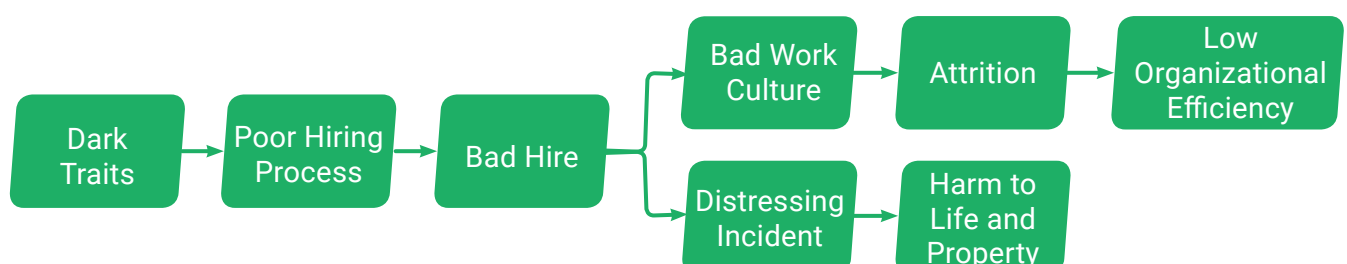 Dark
Traits
Poor Hiring
Process
Bad Hire
Bad Work
Culture
Attrition
Low
Organizational
Efficiency
Distressing
Incident
Harm to
Life and
Property